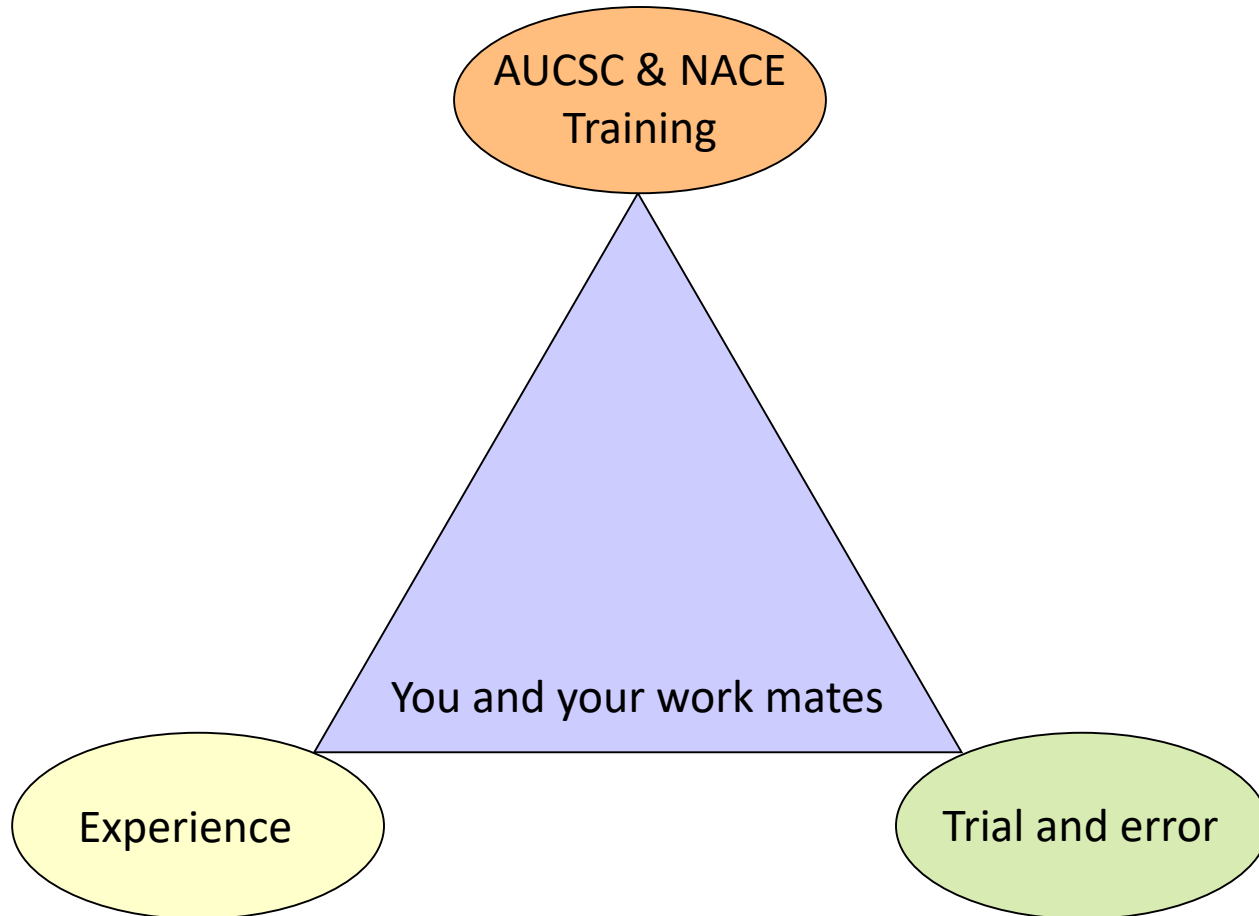 AUCSC & NACE
Training
You and your work mates
Experience
Trial and error